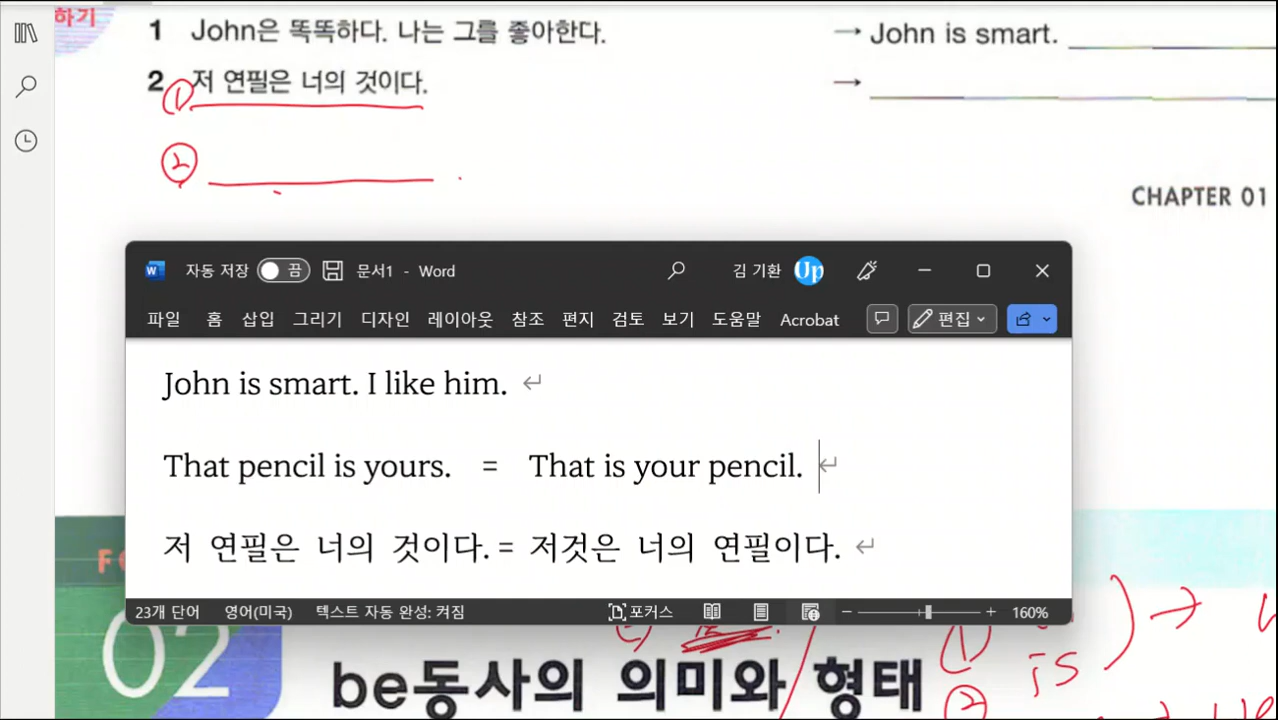 하기
1 John은 똑똑하다. 나는 그를 좋아한다. → John is smart.
2 저 연필은 너의 것이다. →
①
②
CHAPTER 01
자동 저장 끔 문서1 - Word 김 기환 Up
파일 홈 삽입 그리기 디자인 레이아웃 참조 편지 검토 보기 도움말 Acrobat 편집
John is smart. I like him.
That pencil is yours. = That is your pencil.
저 연필은 너의 것이다. = 저것은 너의 연필이다.
23개 단어 영어(미국) 텍스트 자동 완성: 켜짐 포커스 160%
02 be동사의 의미와 형태
① is
②